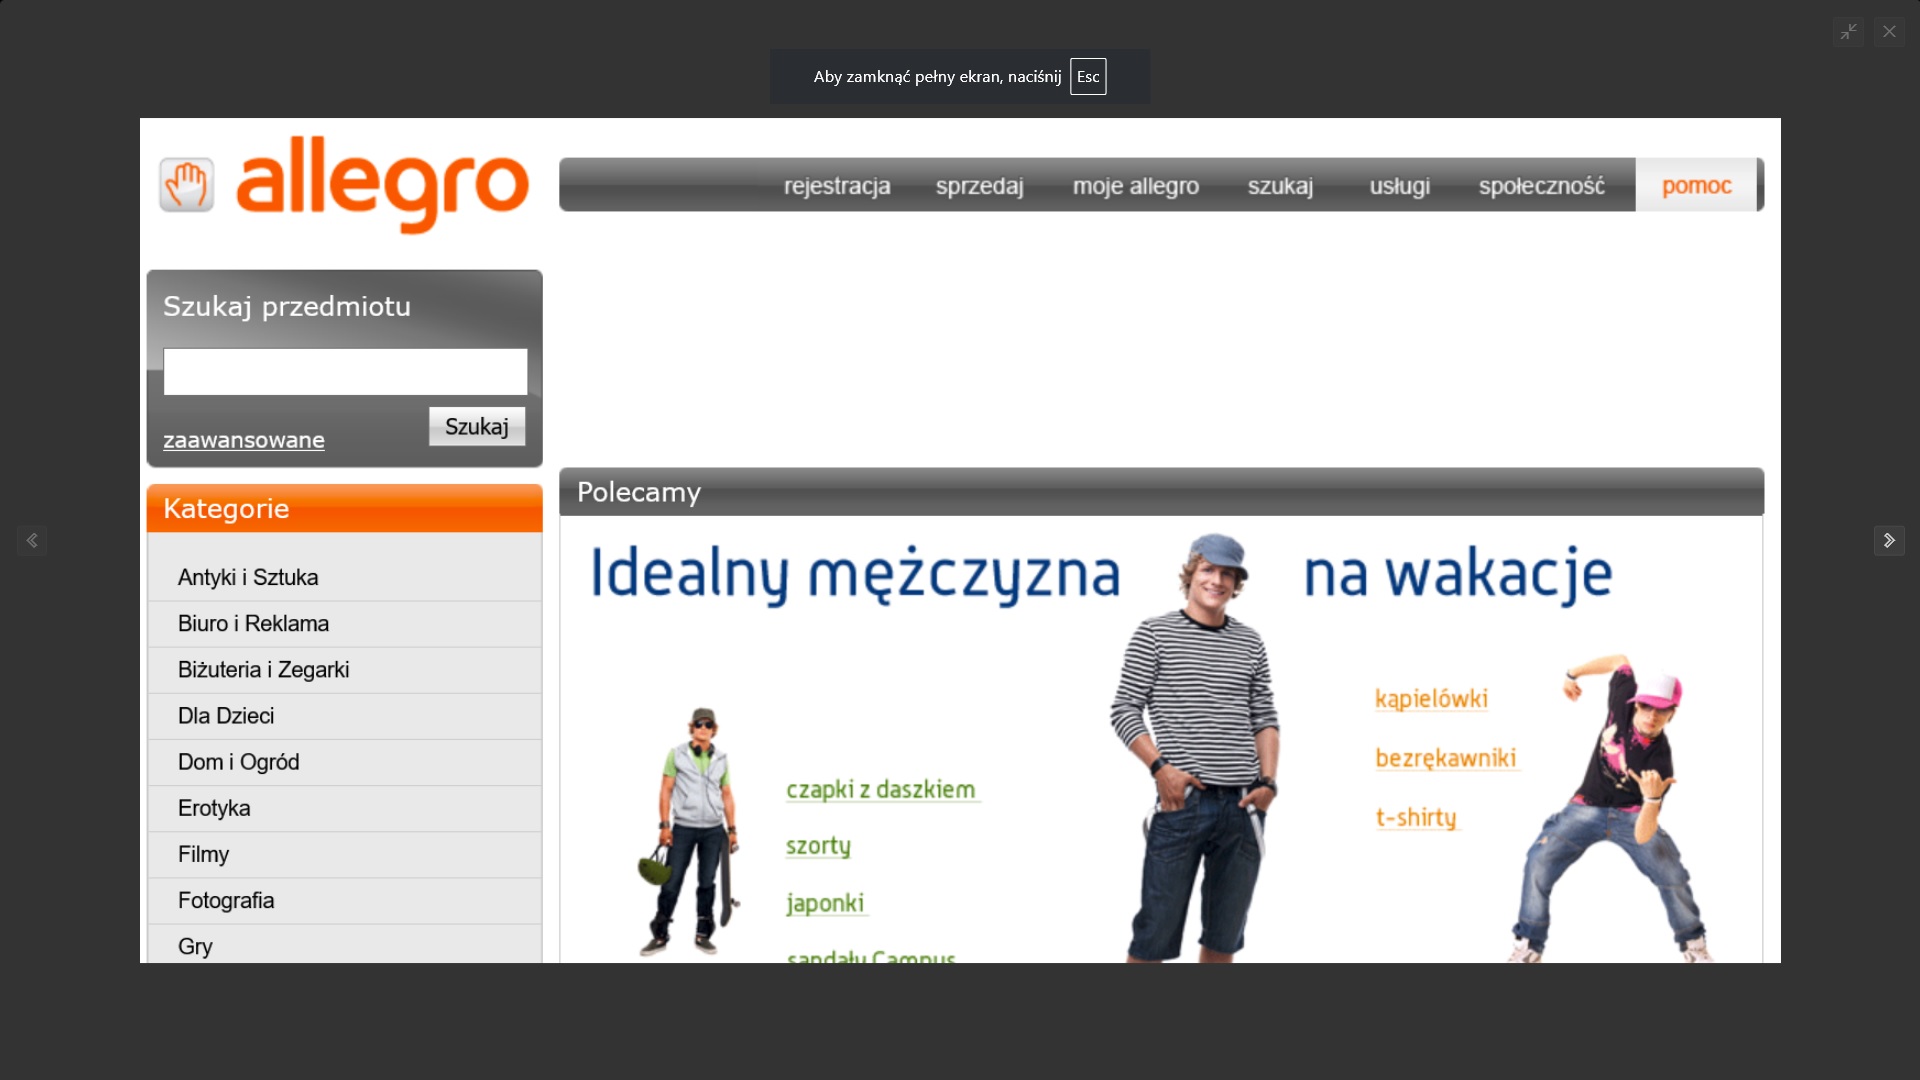 Aby zamknąć pełny ekran, naciśnij Esc
allegro
rejestracja sprzedaj moje allegro szukaj usługi społeczność pomoc
Szukaj przedmiotu
Szukaj
zaawansowane
Kategorie
Antyki i Sztuka
Biuro i Reklama
Biżuteria i Zegarki
Dla Dzieci
Dom i Ogród
Erotyka
Filmy
Fotografia
Gry
Polecamy
Idealny mężczyzna na wakacje
czapki z daszkiem
szorty
japonki
sandały Campus
kąpielówki
bezrękawniki
t-shirty